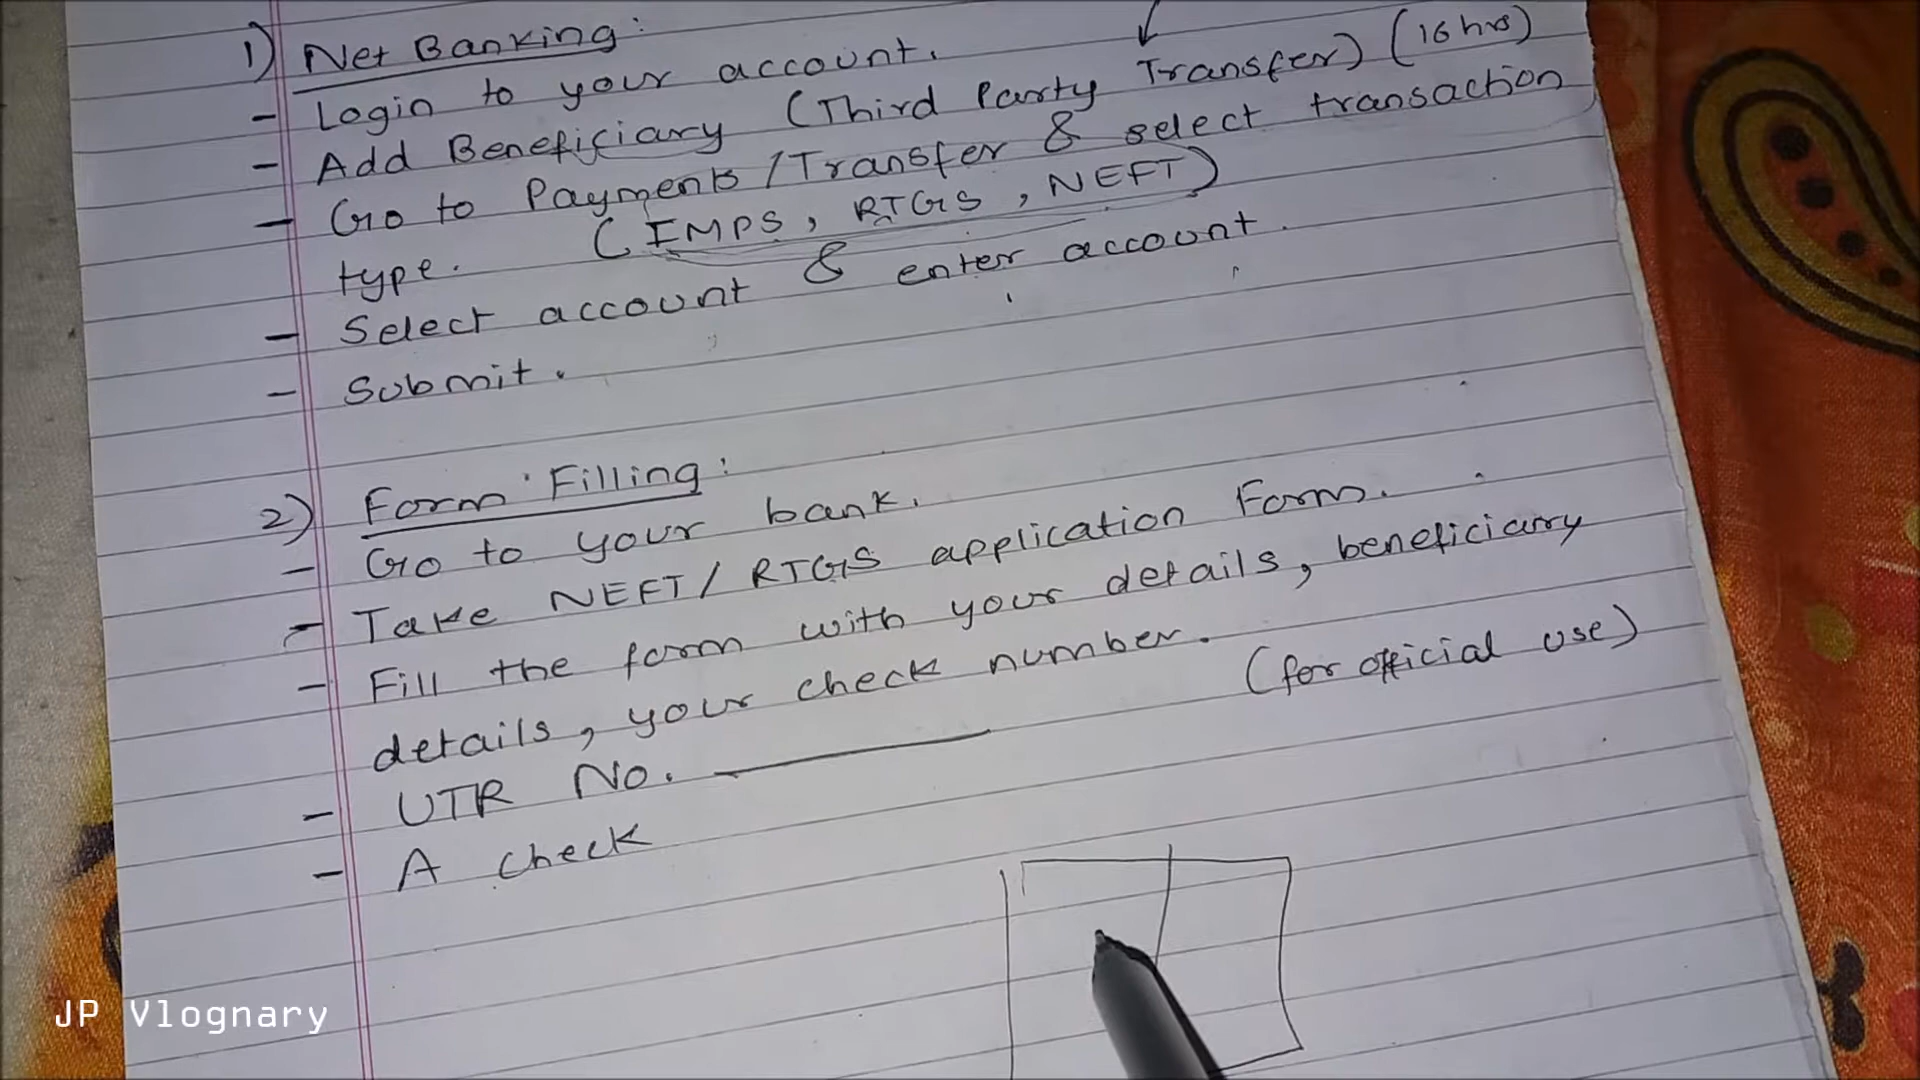 1) Net Banking:
- Login to your account.
- Add Beneficiary (Third Party Transfer) (16 hrs)
- Go to Payments / Transfer & select transaction
type. (IMPS, RTGS, NEFT)
- Select account & enter account.
- Submit.
2) Form Filling:
- Go to your bank.
- Take NEFT / RTGS application Form.
- Fill the form with your details, beneficiary
details, your check number.
- UTR No. ———— (for official use)
- A check
JP Vlognary